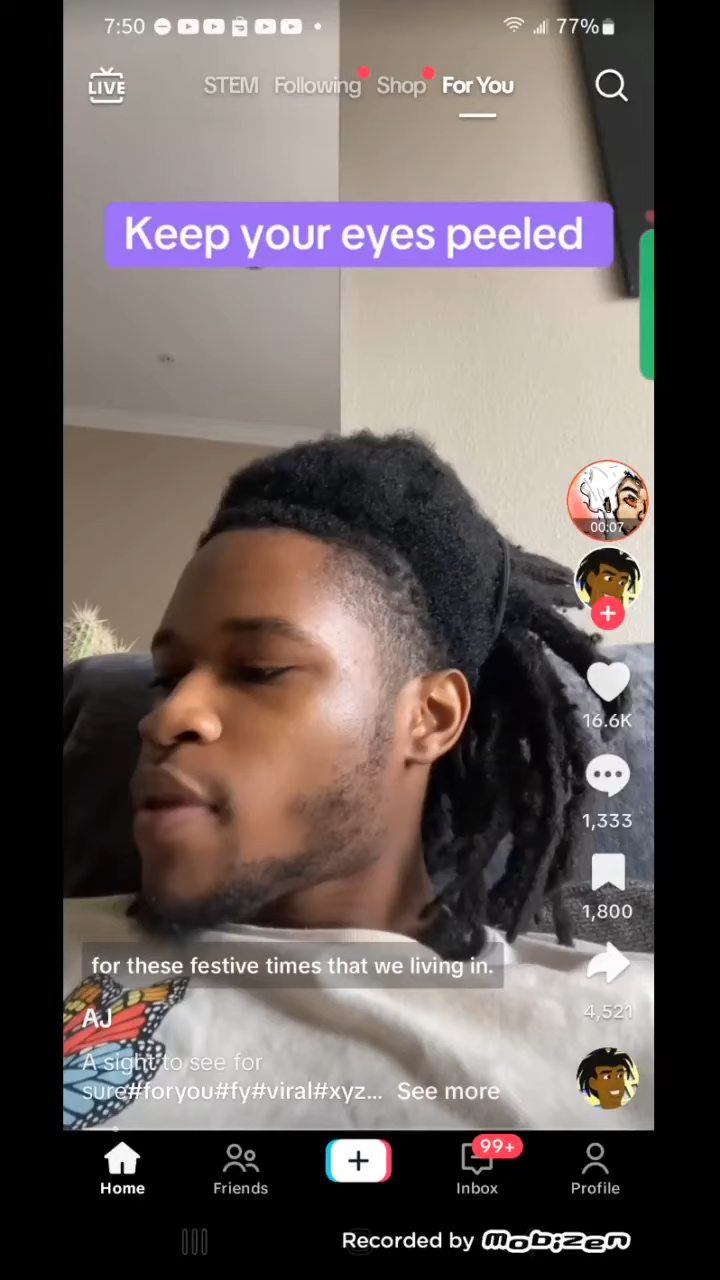 7:50
77%
LIVE
STEM Following Shop For You
Keep your eyes peeled
00:07
16.6K
1,333
1,800
for these festive times that we living in.
4,521
AJ
A sight to see for
sure#foryou#fy#viral#xyz... See more
99+
Home Friends Inbox Profile
Recorded by mobizen